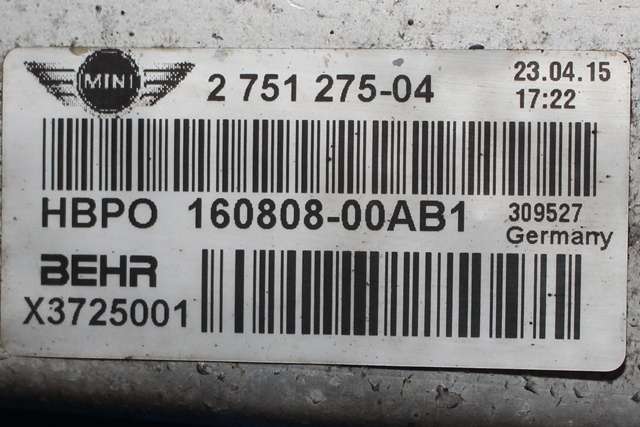 MINI 2 751 275-04 23.04.15
17:22
HBPO 160808-00AB1 309527
Germany
BEHR
X3725001